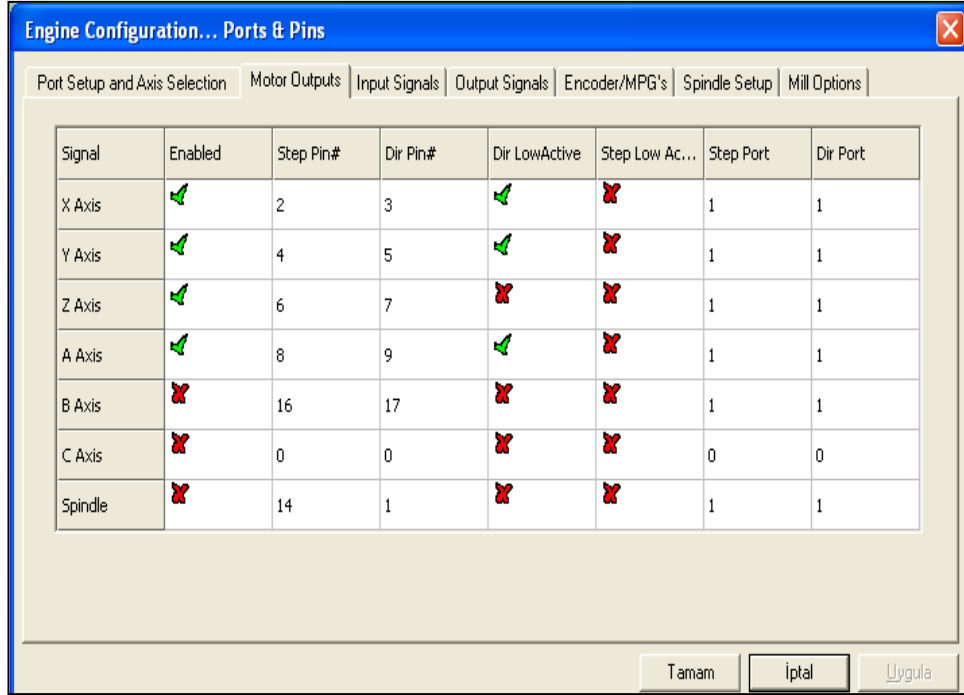 Engine Configuration... Ports & Pins
Port Setup and Axis Selection Motor Outputs Input Signals Output Signals Encoder/MPG's Spindle Setup Mill Options
Signal Enabled Step Pin# Dir Pin# Dir LowActive Step Low Ac... Step Port Dir Port
X Axis 2 3 1 1
Y Axis 4 5 1 1
Z Axis 6 7 1 1
A Axis 8 9 1 1
B Axis 16 17 1 1
C Axis 0 0 0 0
Spindle 14 1 1 1
Tamam İptal Uygula